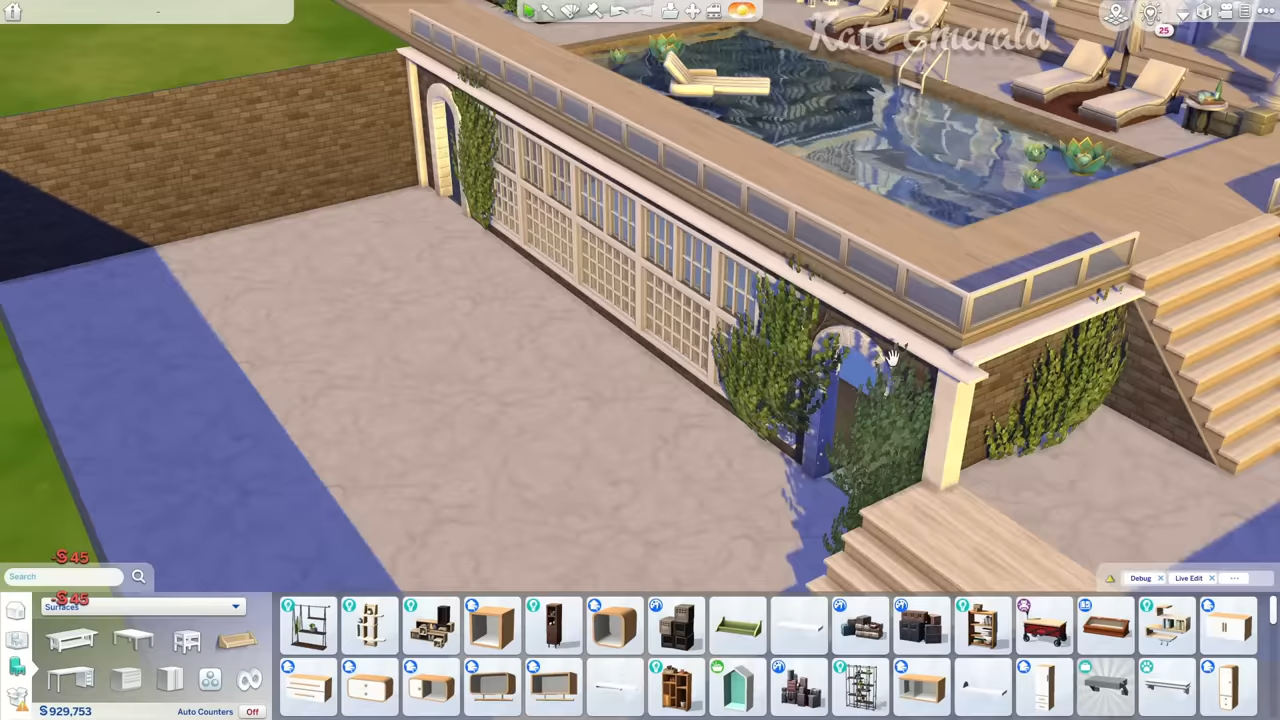 Kate Emerald
25
-§45
Search
-§45
Surfaces
Debug
Live Edit
§929,753
Auto Counters
Off